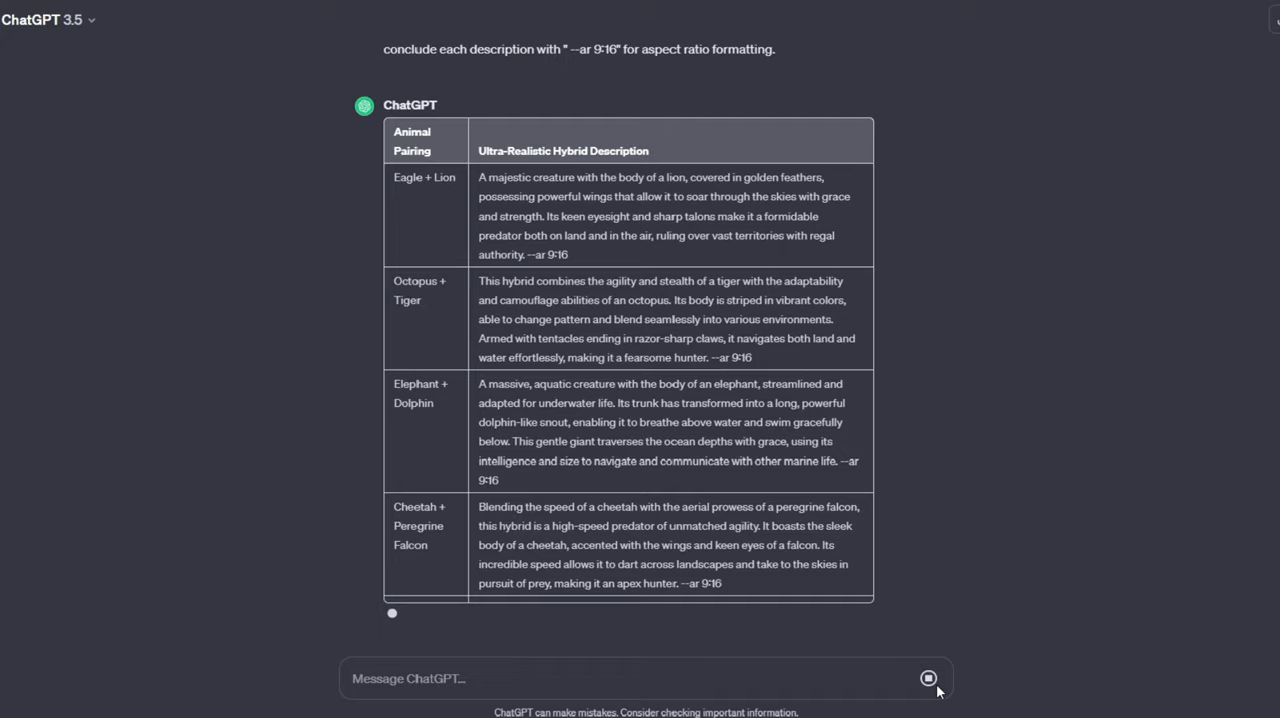 ChatGPT 3.5
conclude each description with " --ar 9:16" for aspect ratio formatting.
ChatGPT
Animal
Pairing
Ultra-Realistic Hybrid Description
Eagle + Lion
A majestic creature with the body of a lion, covered in golden feathers,
possessing powerful wings that allow it to soar through the skies with grace
and strength. Its keen eyesight and sharp talons make it a formidable
predator both on land and in the air, ruling over vast territories with regal
authority. --ar 9:16
Octopus +
Tiger
This hybrid combines the agility and stealth of a tiger with the adaptability
and camouflage abilities of an octopus. Its body is striped in vibrant colors,
able to change pattern and blend seamlessly into various environments.
Armed with tentacles ending in razor-sharp claws, it navigates both land and
water effortlessly, making it a fearsome hunter. --ar 9:16
Elephant +
Dolphin
A massive, aquatic creature with the body of an elephant, streamlined and
adapted for underwater life. Its trunk has transformed into a long, powerful
dolphin-like snout, enabling it to breathe above water and swim gracefully
below. This gentle giant traverses the ocean depths with grace, using its
intelligence and size to navigate and communicate with other marine life. --ar
9:16
Cheetah +
Peregrine
Falcon
Blending the speed of a cheetah with the aerial prowess of a peregrine falcon,
this hybrid is a high-speed predator of unmatched agility. It boasts the sleek
body of a cheetah, accented with the wings and keen eyes of a falcon. Its
incredible speed allows it to dart across landscapes and take to the skies in
pursuit of prey, making it an apex hunter. --ar 9:16
Message ChatGPT...
ChatGPT can make mistakes. Consider checking important information.